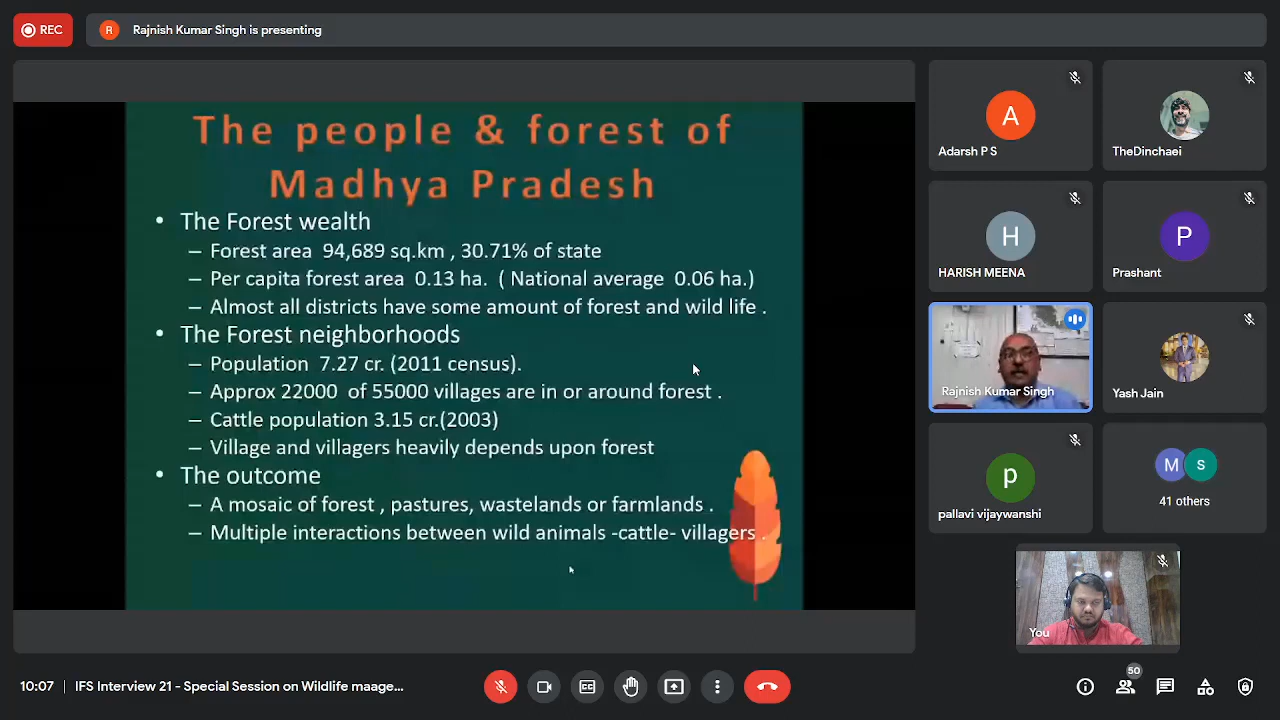 REC
R
Rajnish Kumar Singh is presenting
The people & forest of
Madhya Pradesh
• The Forest wealth
– Forest area 94,689 sq.km , 30.71% of state
– Per capita forest area 0.13 ha. ( National average 0.06 ha.)
– Almost all districts have some amount of forest and wild life .
• The Forest neighborhoods
– Population 7.27 cr. (2011 census).
– Approx 22000 of 55000 villages are in or around forest .
– Cattle population 3.15 cr.(2003)
– Village and villagers heavily depends upon forest
• The outcome
– A mosaic of forest , pastures, wastelands or farmlands .
– Multiple interactions between wild animals -cattle- villagers .
A
Adarsh P S
TheDinchaei
H
HARISH MEENA
P
Prashant
Rajnish Kumar Singh
Yash Jain
p
pallavi vijaywanshi
M S
41 others
You
10:07 | IFS Interview 21 - Special Session on Wildlife maage...
50